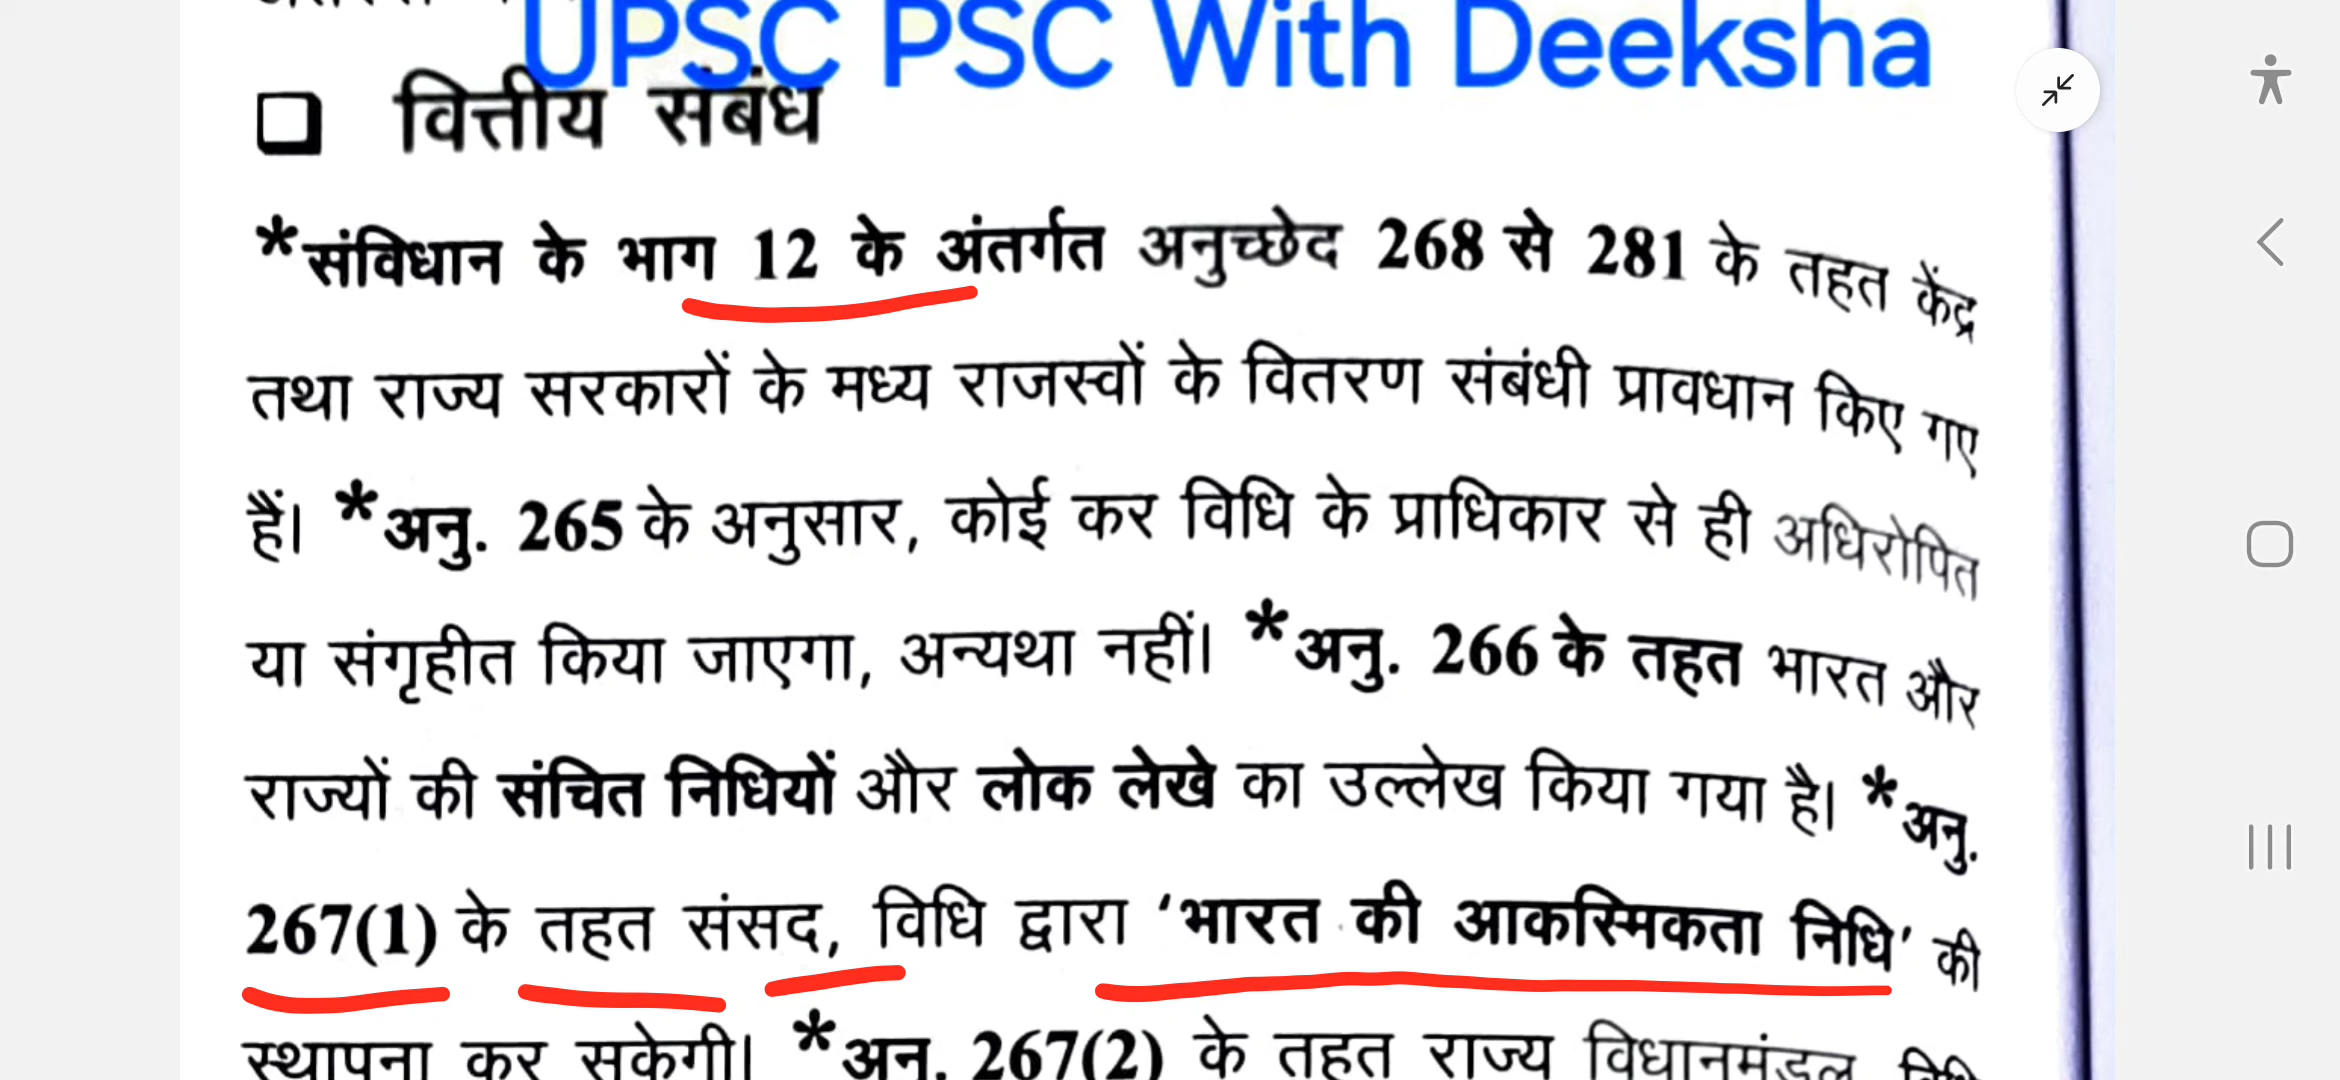 UPSC PSC With Deeksha
❑ वित्तीय संबंध
*संविधान के भाग 12 के अंतर्गत अनुच्छेद 268 से 281 के तहत केंद्र
तथा राज्य सरकारों के मध्य राजस्वों के वितरण संबंधी प्रावधान किए गए
हैं। *अनु. 265 के अनुसार, कोई कर विधि के प्राधिकार से ही अधिरोपित
या संगृहीत किया जाएगा, अन्यथा नहीं। *अनु. 266 के तहत भारत और
राज्यों की संचित निधियों और लोक लेखे का उल्लेख किया गया है। *अनु.
267(1) के तहत संसद, विधि द्वारा ‘भारत की आकस्मिकता निधि’ की
स्थापना कर सकेगी। *अनु. 267(2) के तहत राज्य विधानमंडल